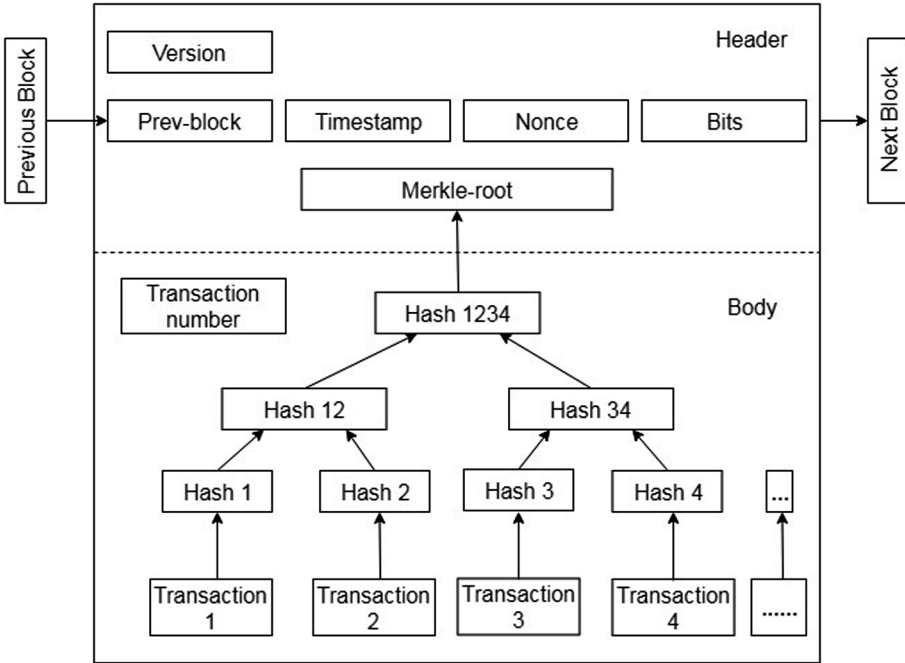 Header
Version
Previous Block
Prev-block
Timestamp
Nonce
Bits
Next Block
Merkle-root
Transaction
number
Hash 1234
Body
Hash 12
Hash 34
Hash 1
Hash 2
Hash 3
Hash 4
...
Transaction
1
Transaction
2
Transaction
3
Transaction
4
......